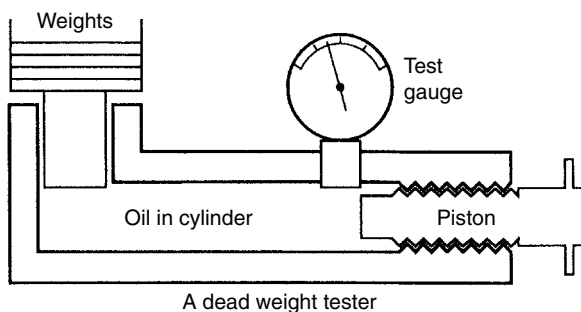 Weights
Test
gauge
Oil in cylinder
Piston
A dead weight tester